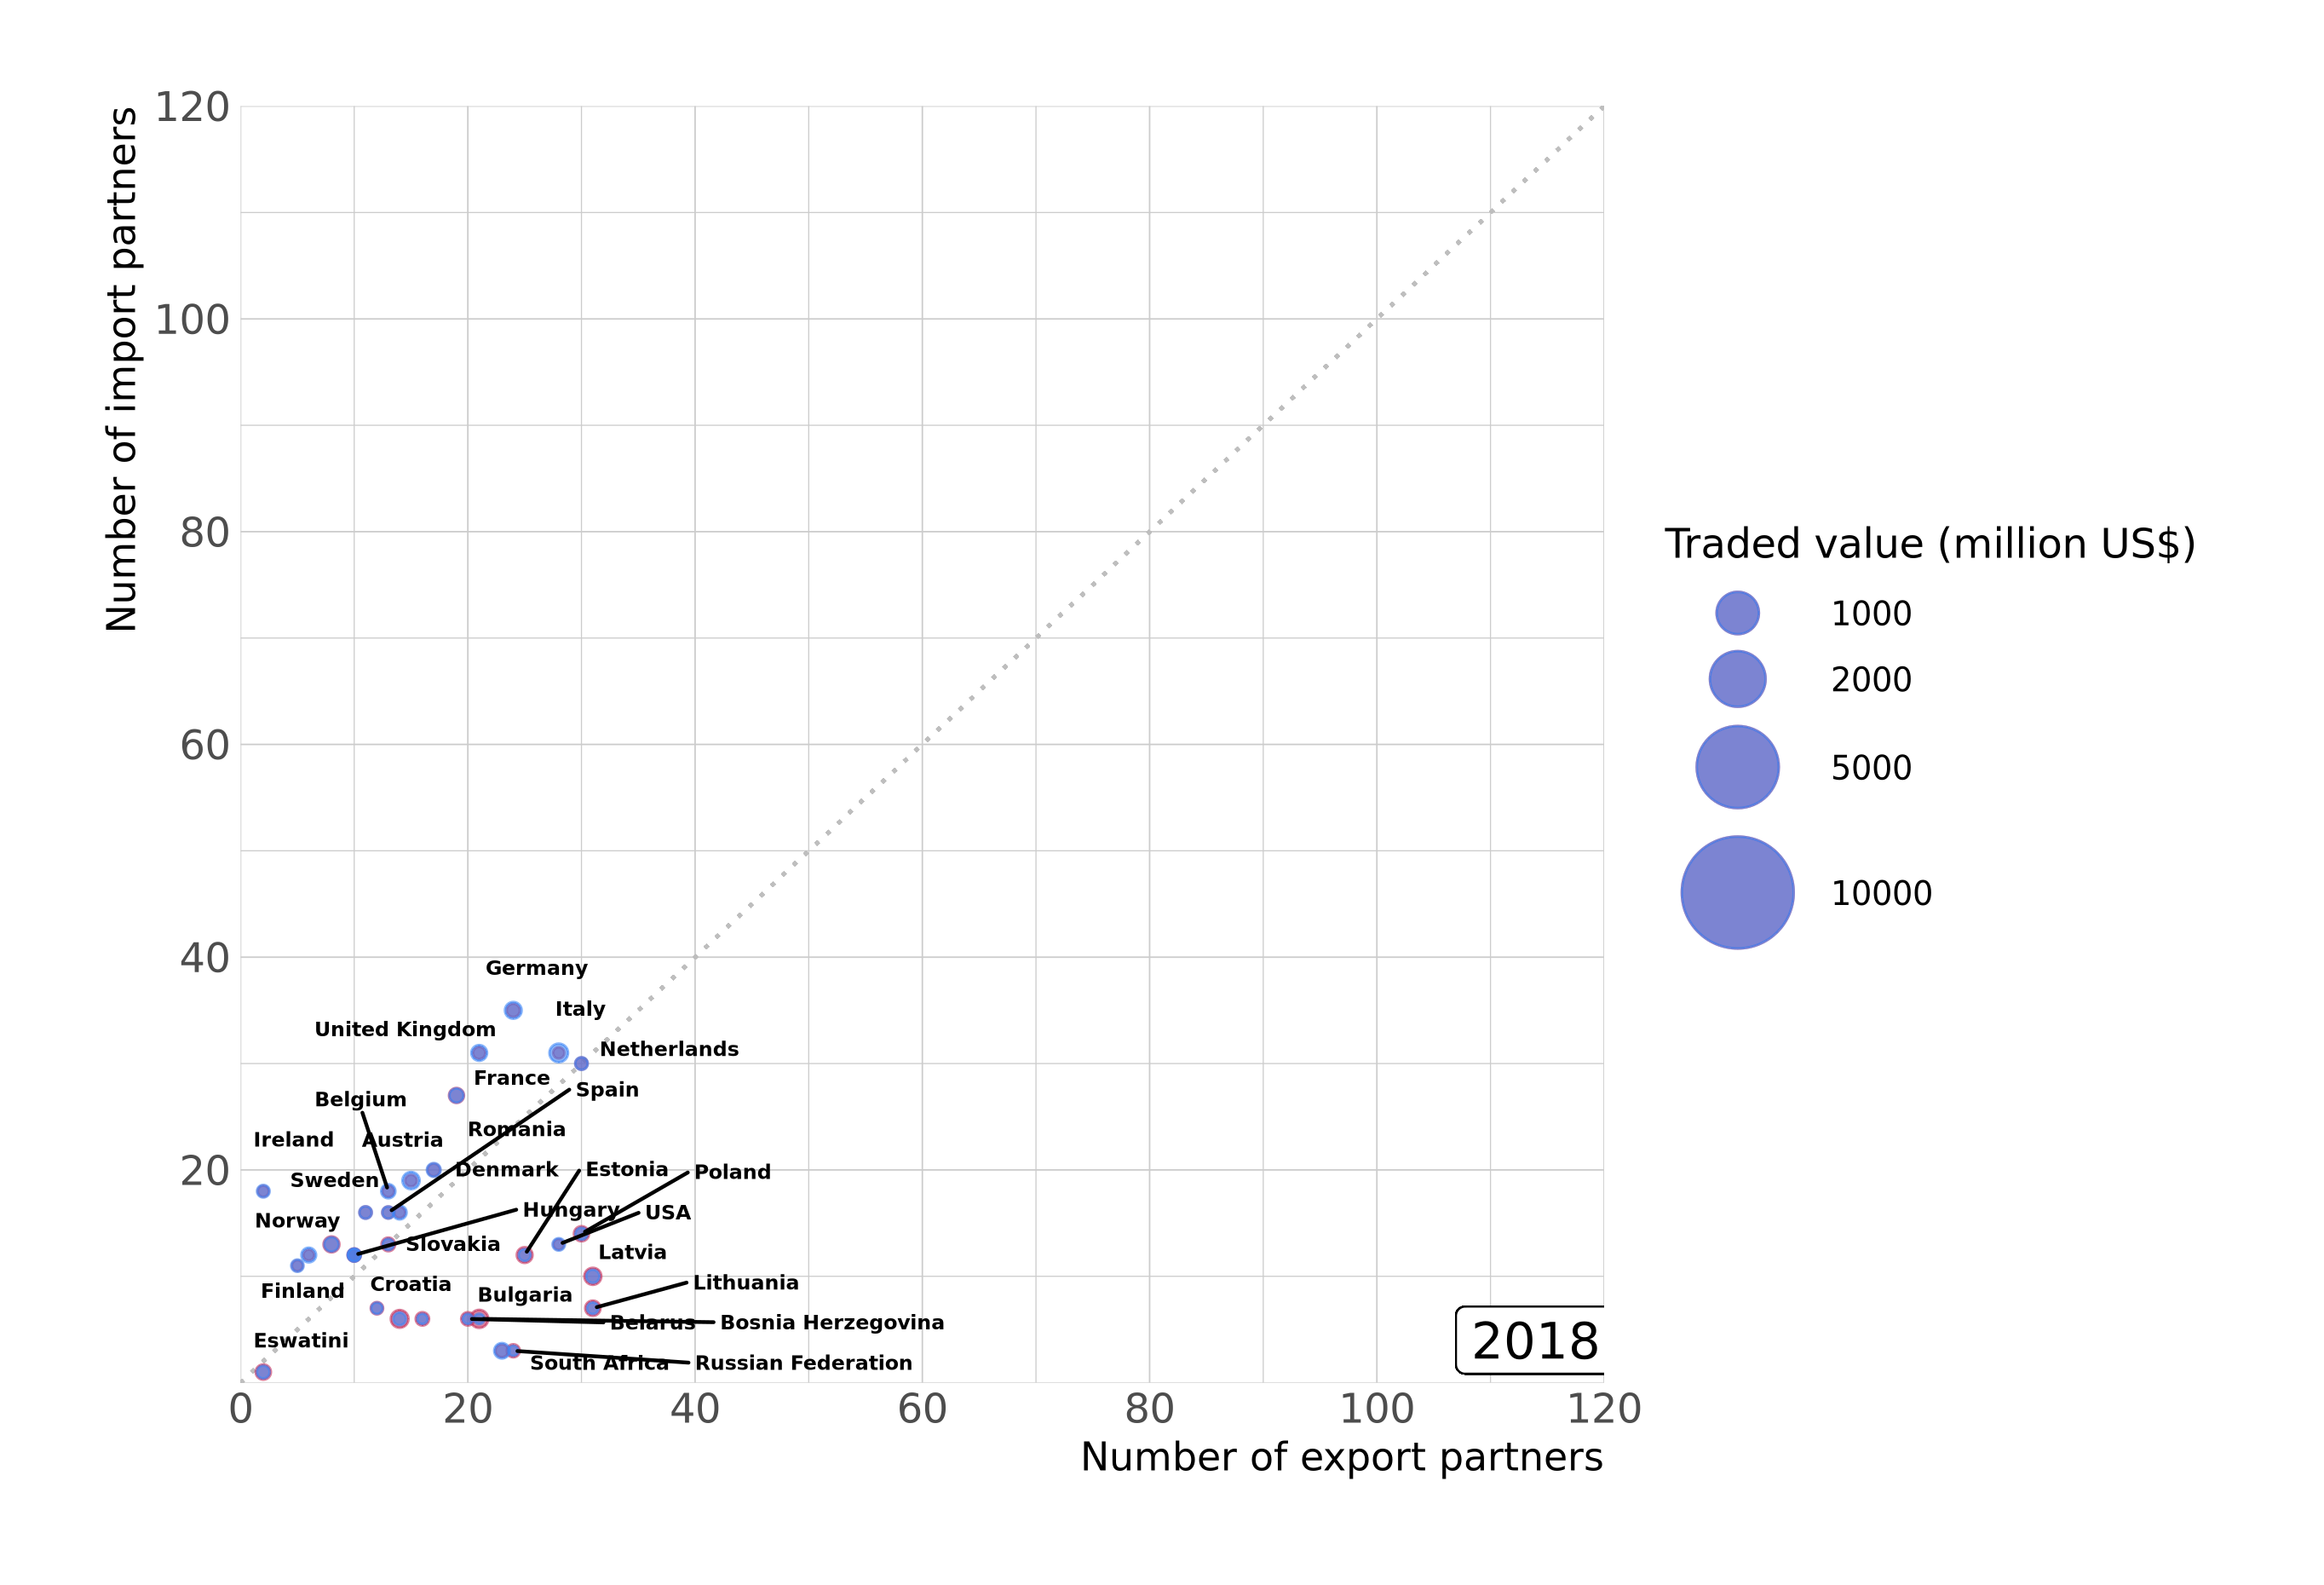 120
100
80
60
40
20
Number of import partners
Germany
Italy
United Kingdom
Netherlands
France
Spain
Belgium
Romania
Ireland
Austria
Denmark
Estonia
Poland
Sweden
Hungary
USA
Norway
Slovakia
Latvia
Finland
Croatia
Bulgaria
Lithuania
Belarus
Bosnia Herzegovina
Eswatini
South Africa
Russian Federation
2018
0
20
40
60
80
100
120
Number of export partners
Traded value (million US$)
1000
2000
5000
10000